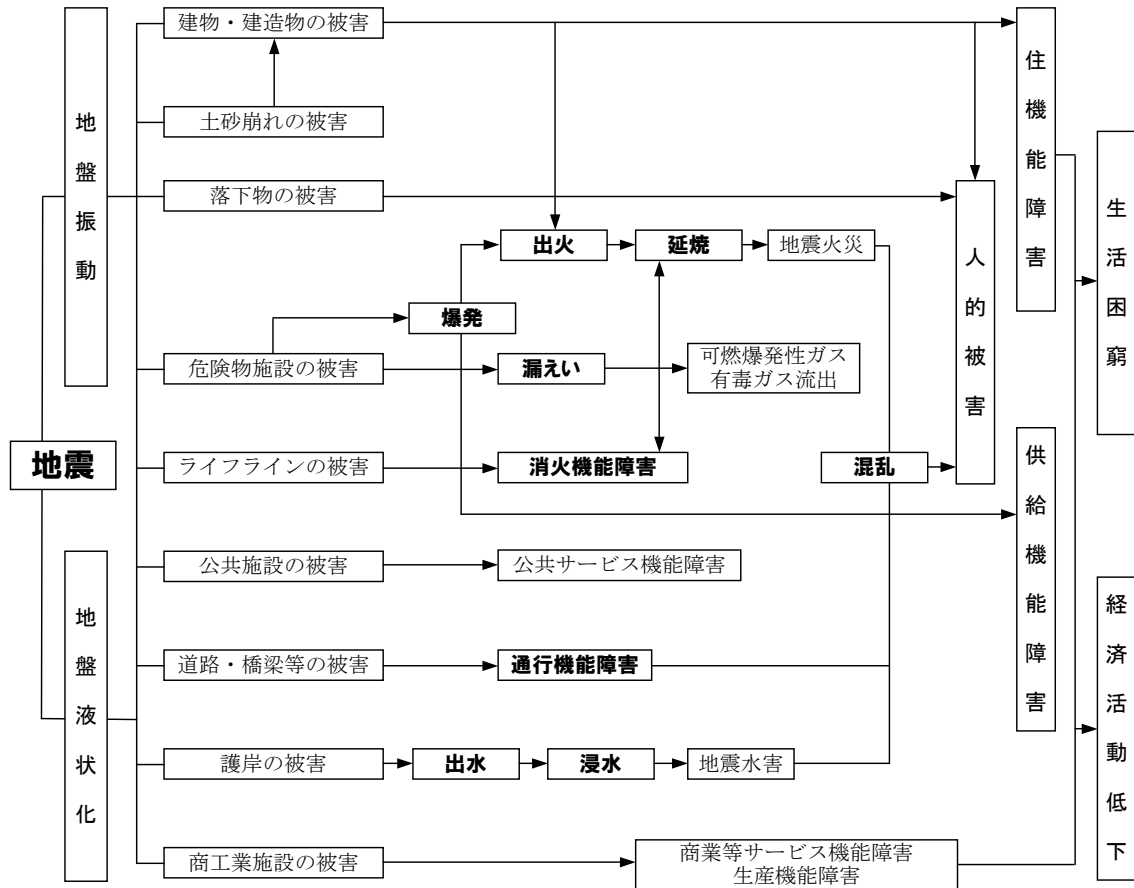 地震
地盤振動
地盤液状化
建物・建造物の被害
土砂崩れの被害
落下物の被害
危険物施設の被害
ライフラインの被害
公共施設の被害
道路・橋梁等の被害
護岸の被害
商工業施設の被害
爆発
出火
延焼
地震火災
漏えい
可燃爆発性ガス
有毒ガス流出
消火機能障害
混乱
公共サービス機能障害
通行機能障害
出水
浸水
地震水害
商業等サービス機能障害
生産機能障害
人的被害
住機能障害
供給機能障害
生活困窮
経済活動低下